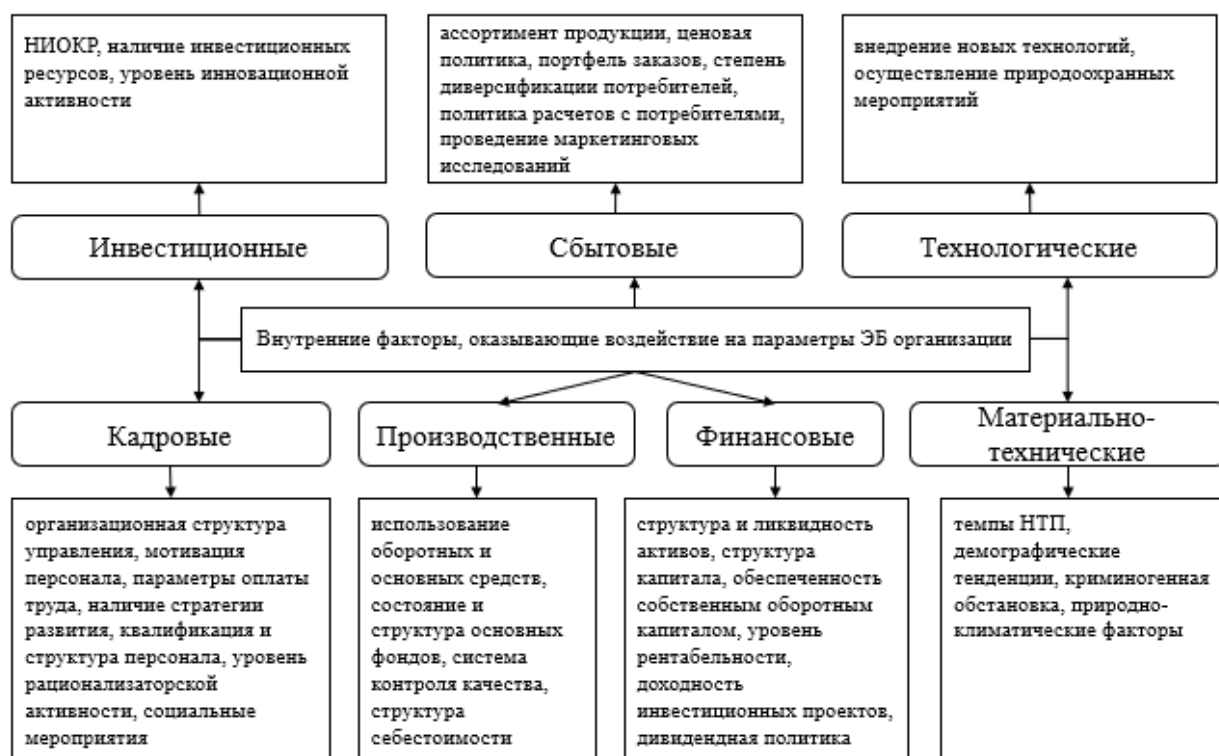 НИОКР, наличие инвестиционных
ресурсов, уровень инновационной
активности
ассортимент продукции, ценовая
политика, портфель заказов, степень
диверсификации потребителей,
политика расчетов с потребителями,
проведение маркетинговых
исследований
внедрение новых технологий,
осуществление природоохранных
мероприятий
Инвестиционные
Сбытовые
Технологические
Внутренние факторы, оказывающие воздействие на параметры ЭБ организации
Кадровые
Производственные
Финансовые
Материально-
технические
организационная структура
управления, мотивация
персонала, параметры оплаты
труда, наличие стратегии
развития, квалификация и
структура персонала, уровень
рационализаторской
активности, социальные
мероприятия
использование
оборотных и
основных средств,
состояние и
структура основных
фондов, система
контроля качества,
структура
себестоимости
структура и ликвидность
активов, структура
капитала, обеспеченность
собственным оборотным
капиталом, уровень
рентабельности,
доходность
инвестиционных проектов,
дивидендная политика
темпы НТП,
демографические
тенденции, криминогенная
обстановка, природно-
климатические факторы